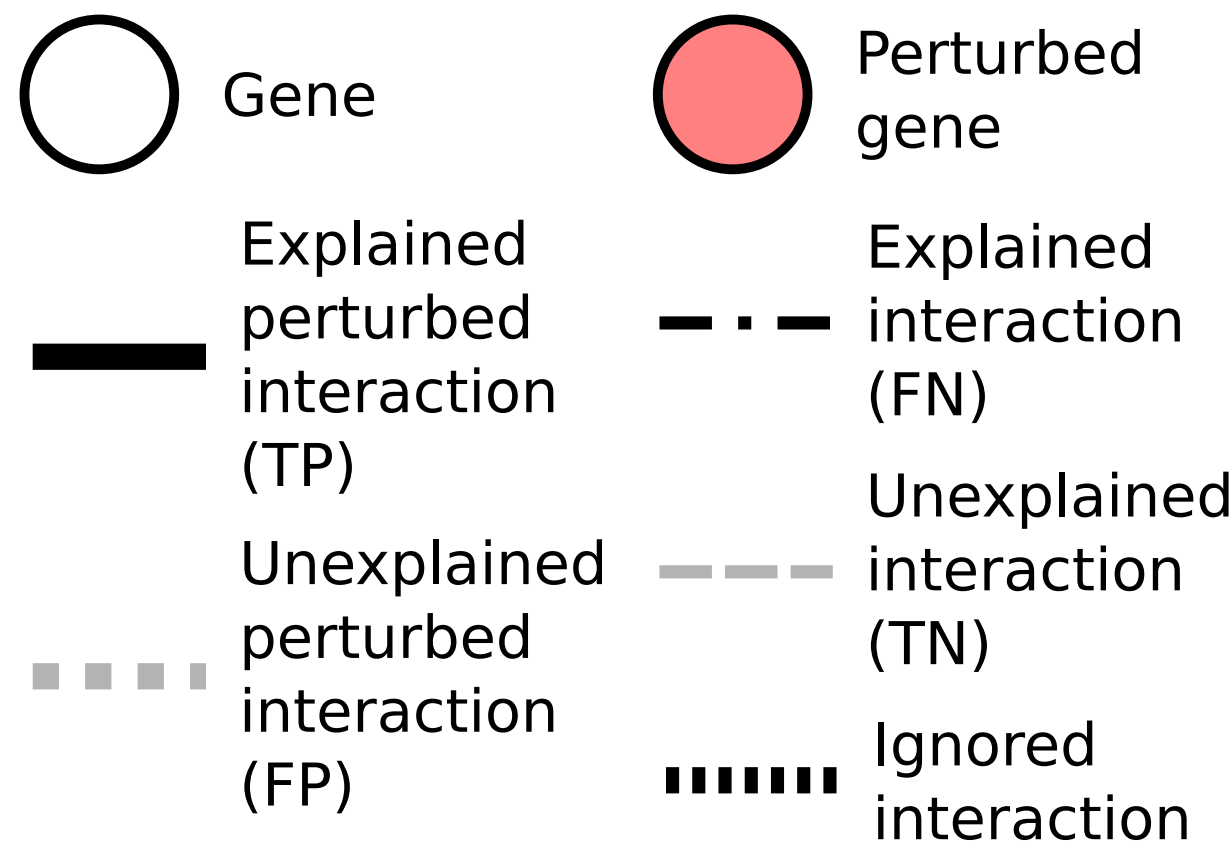 Gene
Perturbed
gene
Explained
perturbed
interaction
(TP)
Unexplained
perturbed
interaction
(FP)
Explained
interaction
(FN)
Unexplained
interaction
(TN)
Ignored
interaction